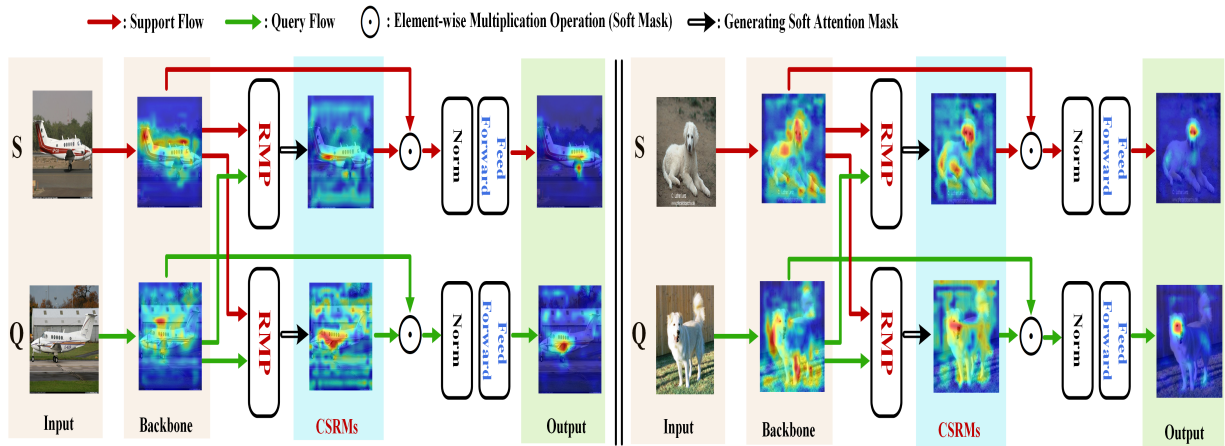 : Support Flow : Query Flow : Element-wise Multiplication Operation (Soft Mask) : Generating Soft Attention Mask
S RMP Norm Feed Forward
Q RMP Norm Feed Forward
Input Backbone CSRMs Output
S RMP Norm Feed Forward
Q RMP Norm Feed Forward
Input Backbone CSRMs Output